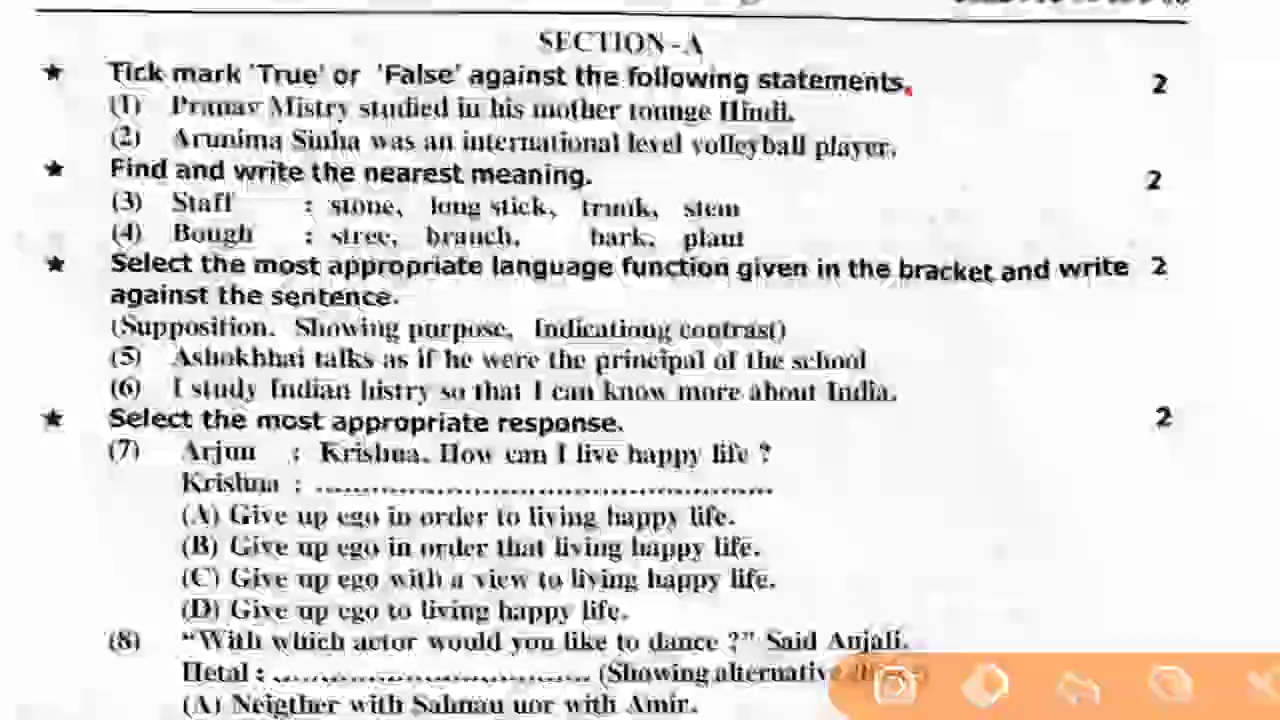 SECTION-A
★ Tick mark 'True' or 'False' against the following statements. 2
(1) Pranav Mistry studied in his mother tounge Hindi.
(2) Arunima Sinha was an international level volleyball player.
★ Find and write the nearest meaning. 2
(3) Staff : stone, long stick, trunk, stem
(4) Bough : stree, branch, bark, plant
★ Select the most appropriate language function given in the bracket and write 2
against the sentence.
(Supposition, Showing purpose, Indicationg contrast)
(5) Ashokbhai talks as if he were the principal of the school
(6) I study Indian histry so that I can know more about India.
★ Select the most appropriate response. 2
(7) Arjun : Krishna, How can I live happy life ?
Krishna : ..............................................
(A) Give up ego in order to living happy life.
(B) Give up ego in order that living happy life.
(C) Give up ego with a view to living happy life.
(D) Give up ego to living happy life.
(8) “With which actor would you like to dance ?” Said Anjali.
Hetal : ................................ (Showing alternative
(A) Neigther with Salman nor with Amir.